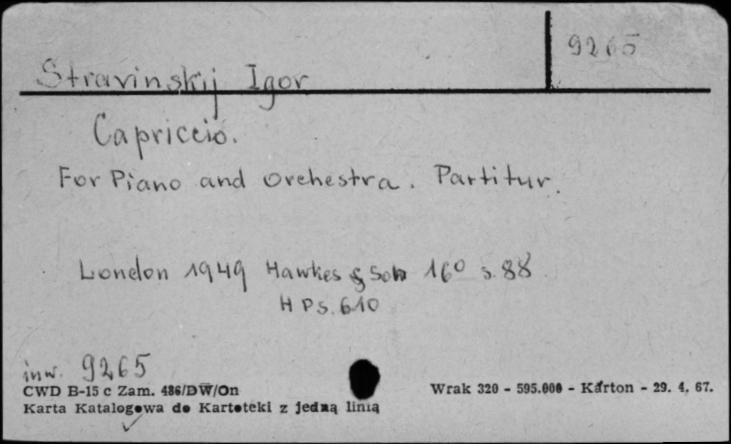 9265
Stravinskij Igor
Capriccio.
For Piano and Orchestra. Partitur.
London 1949 Hawkes & Son 16° s. 88
H P S. 610
inw. 9265
CWD B-15 c Zam. 486/DW/On
Wrak 320 - 595.000 - Karton - 29. 4. 67.
Karta Katalogowa do Kartoteki z jedną linią